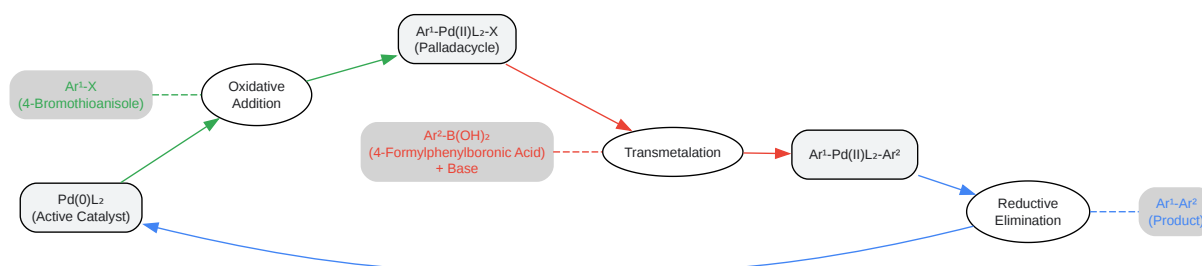 Ar¹-Pd(II)L₂-X
(Palladacycle)
Ar¹-X
(4-Bromothioanisole)
Oxidative
Addition
Ar²-B(OH)₂
(4-Formylphenylboronic Acid)
+ Base
Transmetalation
Ar¹-Pd(II)L₂-Ar²
Pd(0)L₂
(Active Catalyst)
Reductive
Elimination
Ar¹-Ar²
(Product)